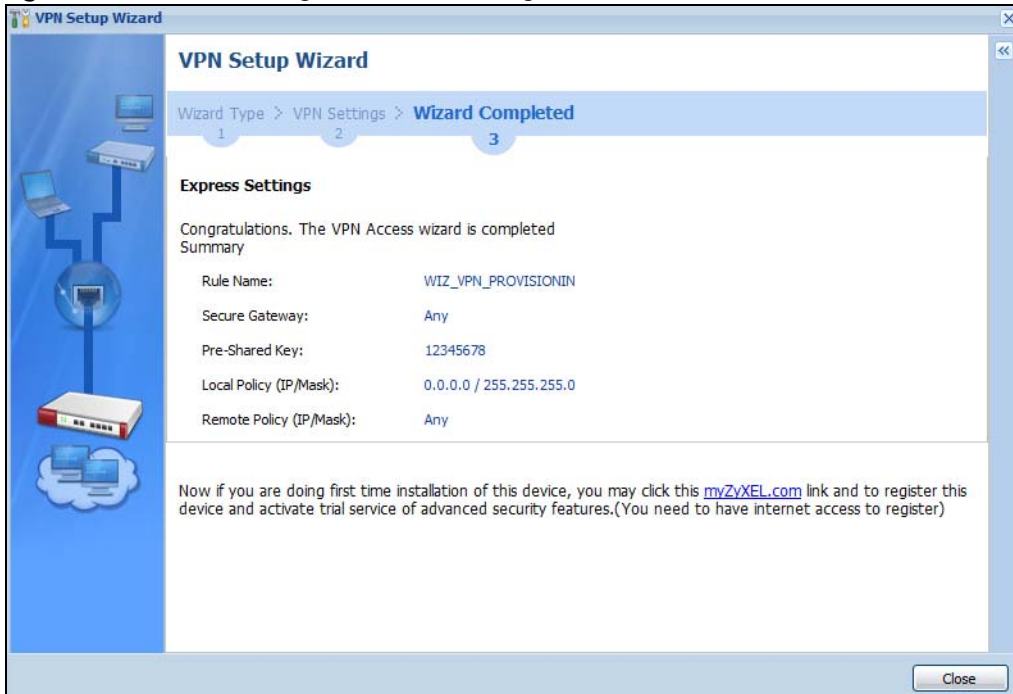 VPN Setup Wizard
VPN Setup Wizard
Wizard Type > VPN Settings > Wizard Completed
1 2 3
Express Settings
Congratulations. The VPN Access wizard is completed
Summary
Rule Name: WIZ_VPN_PROVISIONIN
Secure Gateway: Any
Pre-Shared Key: 12345678
Local Policy (IP/Mask): 0.0.0.0 / 255.255.255.0
Remote Policy (IP/Mask): Any
Now if you are doing first time installation of this device, you may click this myZyXEL.com link and to register this
device and activate trial service of advanced security features.(You need to have internet access to register)
Close